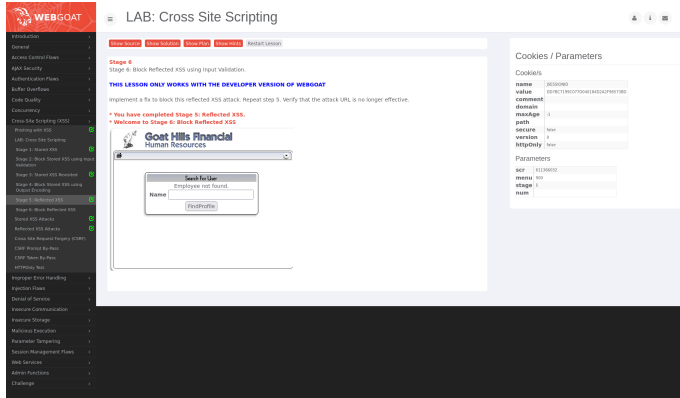 WEBGOAT
LAB: Cross Site Scripting
Introduction
General
Access Control Flaws
AJAX Security
Authentication Flaws
Buffer Overflows
Code Quality
Concurrency
Cross-Site Scripting (XSS)
Phishing with XSS
LAB: Cross Site Scripting
Stage 1: Stored XSS
Stage 2: Block Stored XSS using Input
Validation
Stage 3: Stored XSS Revisited
Stage 4: Block Stored XSS using
Output Encoding
Stage 5: Reflected XSS
Stage 6: Block Reflected XSS
Stored XSS Attacks
Reflected XSS Attacks
Cross Site Request Forgery (CSRF)
CSRF Prompt By-Pass
CSRF Token By-Pass
HTTPOnly Test
Improper Error Handling
Injection Flaws
Denial of Service
Insecure Communication
Insecure Storage
Malicious Execution
Parameter Tampering
Session Management Flaws
Web Services
Admin Functions
Challenge
Show Source Show Solution Show Plan Show Hints Restart Lesson
Stage 6
Stage 6: Block Reflected XSS using Input Validation.
THIS LESSON ONLY WORKS WITH THE DEVELOPER VERSION OF WEBGOAT
Implement a fix to block this reflected XSS attack. Repeat step 5. Verify that the attack URL is no longer effective.
* You have completed Stage 5: Reflected XSS.
* Welcome to Stage 6: Block Reflected XSS
Goat Hills Financial
Human Resources
Search for User
Employee not found.
Name
FindProfile
Cookies / Parameters
Cookie/s
name JSESSIONID
value
comment
domain
maxAge -1
path
secure false
version 0
httpOnly false
Parameters
scr
menu 900
stage 5
num